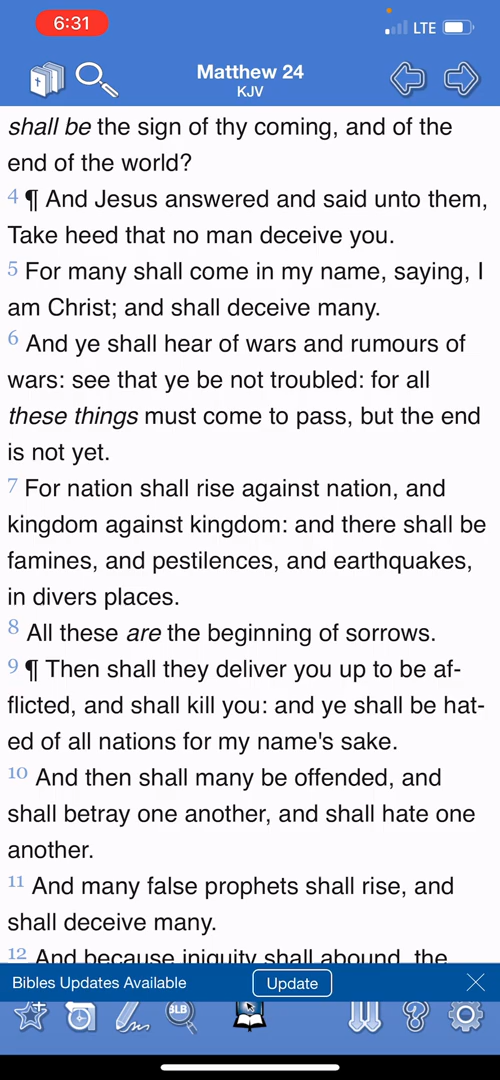 6:31
LTE
Matthew 24
KJV
shall be the sign of thy coming, and of the
end of the world?
4 ¶ And Jesus answered and said unto them,
Take heed that no man deceive you.
5 For many shall come in my name, saying, I
am Christ; and shall deceive many.
6 And ye shall hear of wars and rumours of
wars: see that ye be not troubled: for all
these things must come to pass, but the end
is not yet.
7 For nation shall rise against nation, and
kingdom against kingdom: and there shall be
famines, and pestilences, and earthquakes,
in divers places.
8 All these are the beginning of sorrows.
9 ¶ Then shall they deliver you up to be af-
flicted, and shall kill you: and ye shall be hat-
ed of all nations for my name's sake.
10 And then shall many be offended, and
shall betray one another, and shall hate one
another.
11 And many false prophets shall rise, and
shall deceive many.
12 And because iniquity shall abound, the
Bibles Updates Available
Update
BLB